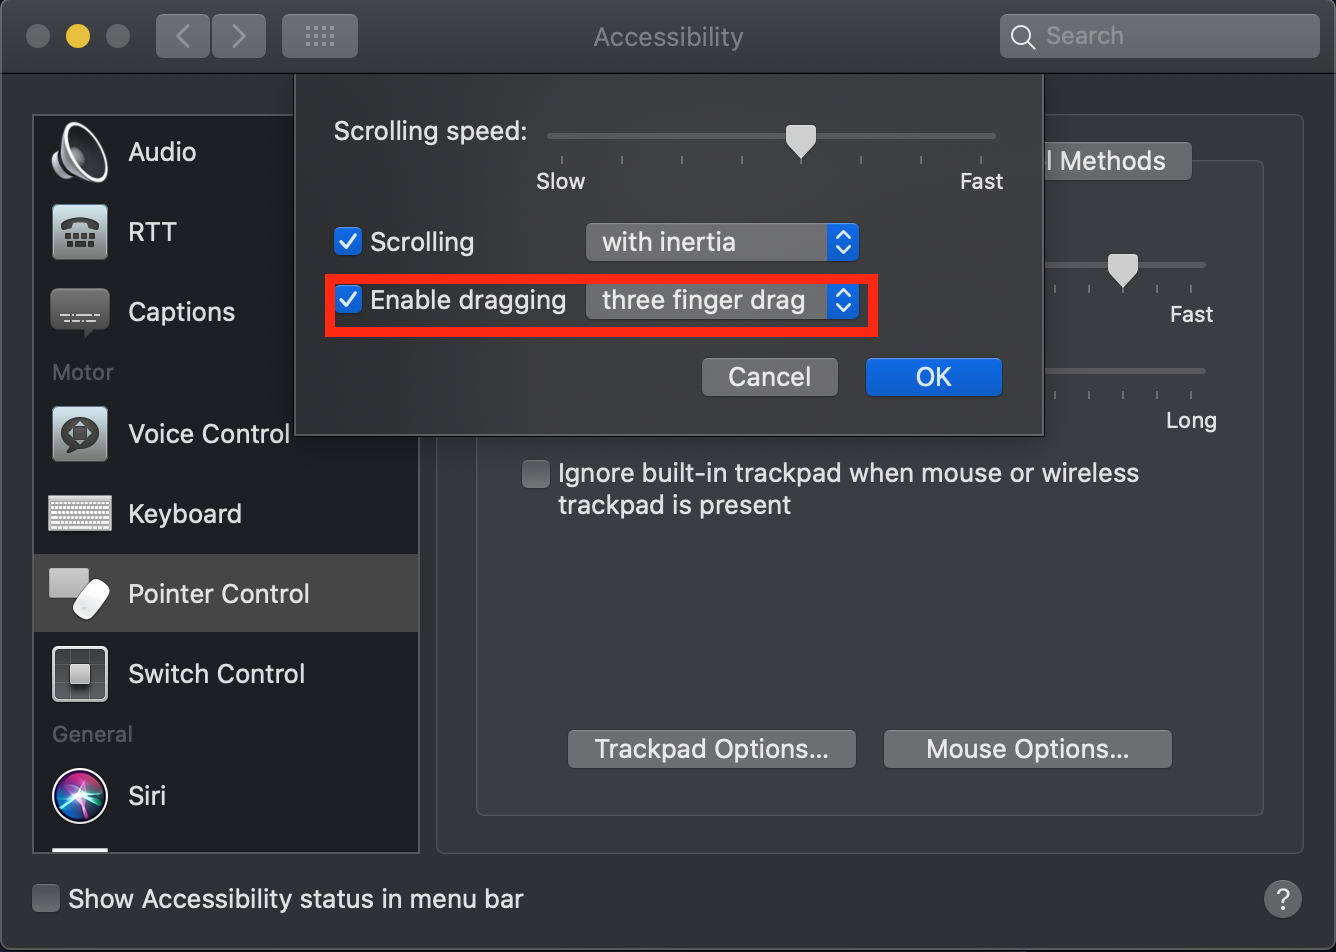 Accessibility
Search
Audio
RTT
Captions
Motor
Voice Control
Keyboard
Pointer Control
Switch Control
General
Siri
Scrolling speed:
Slow
Fast
Scrolling
with inertia
Enable dragging
three finger drag
Cancel
OK
l Methods
Fast
Long
Ignore built-in trackpad when mouse or wireless
trackpad is present
Trackpad Options...
Mouse Options...
Show Accessibility status in menu bar
?